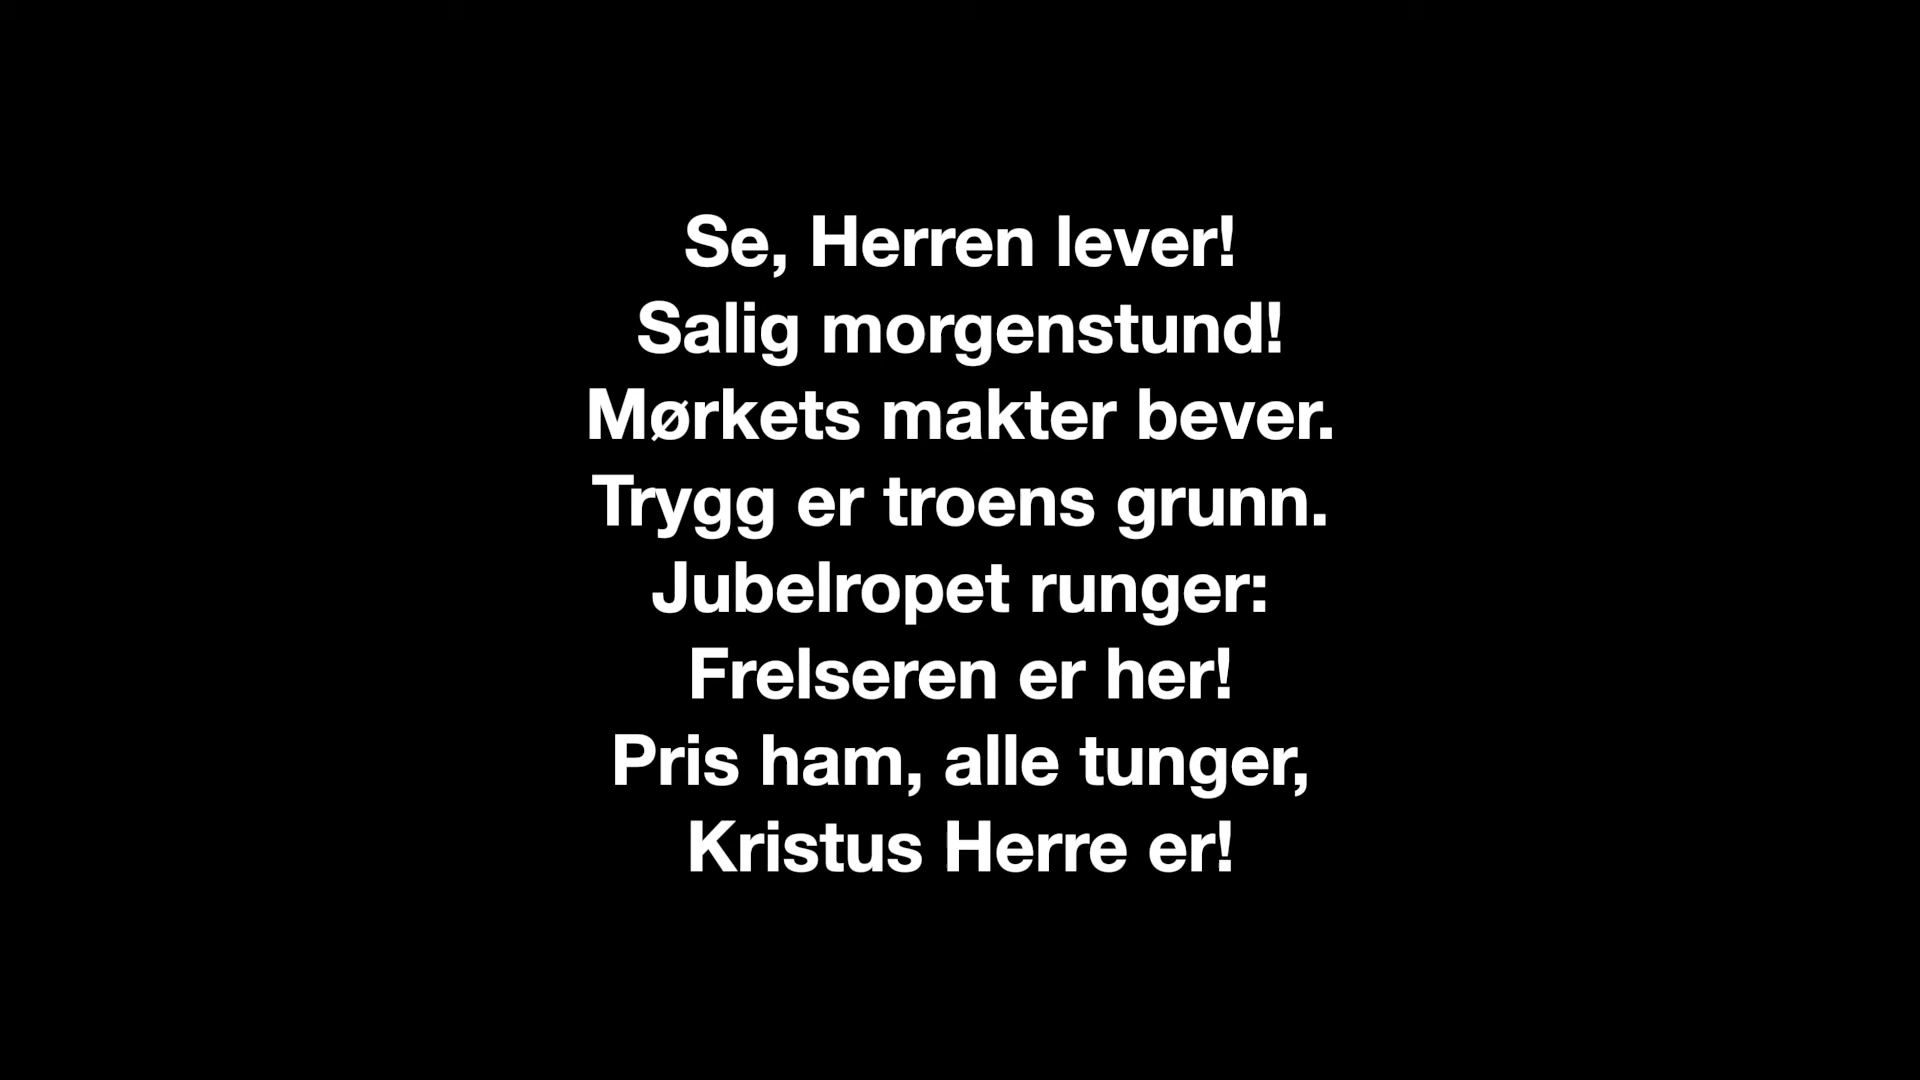 Se, Herren lever!
Salig morgenstund!
Mørkets makter bever.
Trygg er troens grunn.
Jubelropet runger:
Frelseren er her!
Pris ham, alle tunger,
Kristus Herre er!